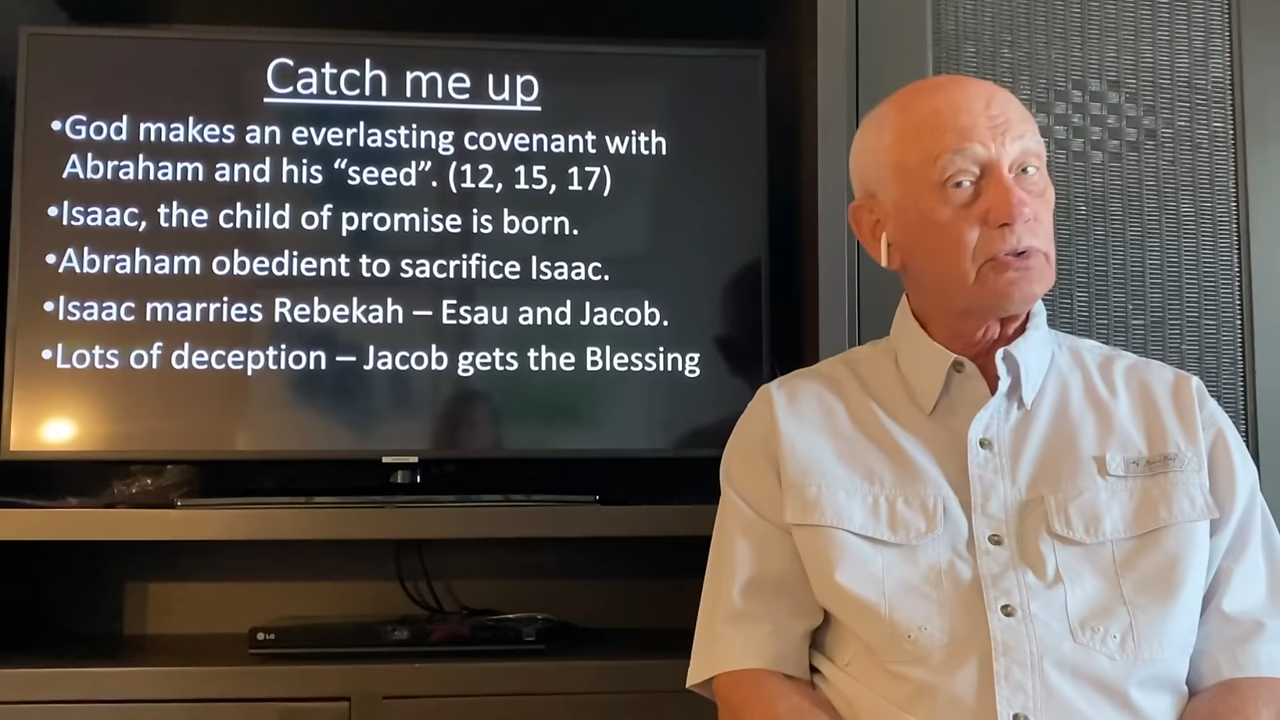 Catch me up
•God makes an everlasting covenant with
Abraham and his “seed”. (12, 15, 17)
•Isaac, the child of promise is born.
•Abraham obedient to sacrifice Isaac.
•Isaac marries Rebekah – Esau and Jacob.
•Lots of deception – Jacob gets the Blessing
LG